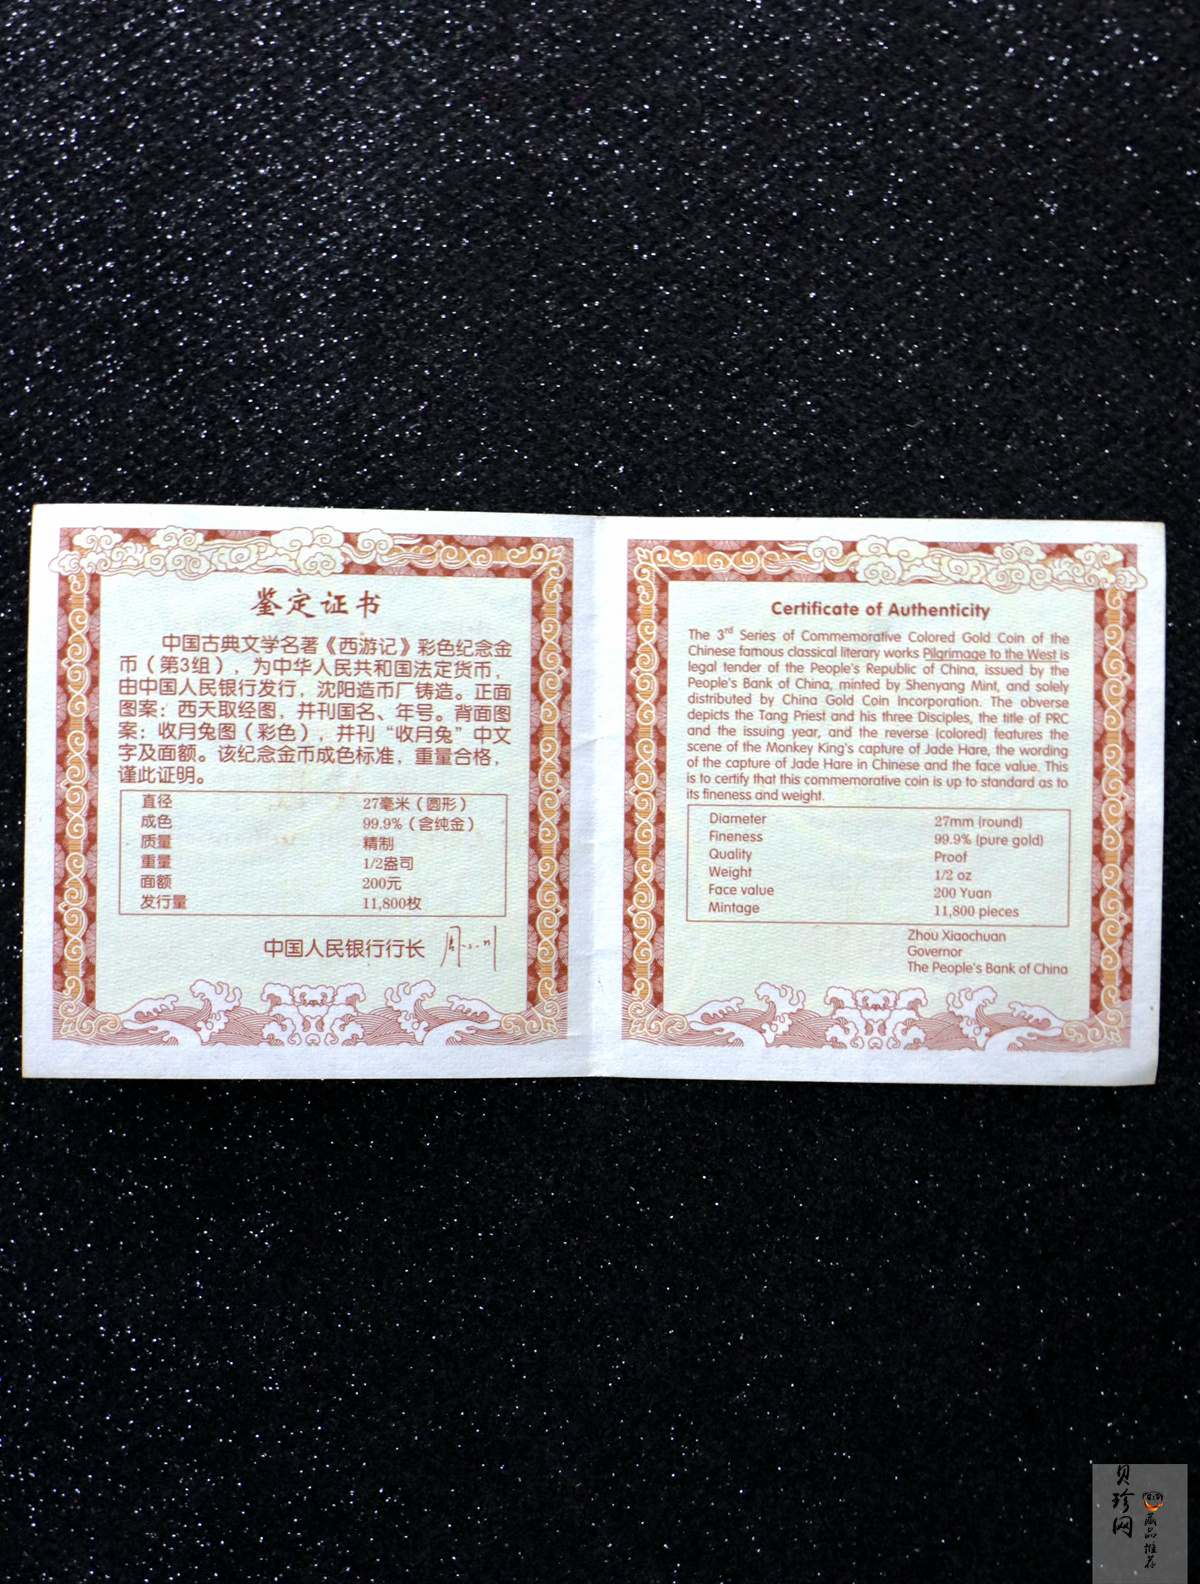 鉴定证书
中国古典文学名著《西游记》彩色纪念金
币（第3组），为中华人民共和国法定货币，
由中国人民银行发行，沈阳造币厂铸造。正面
图案：西天取经图，并刊国名、年号。背面图
案：收月兔图（彩色），并刊“收月兔”中文
字及面额。该纪念金币成色标准，重量合格，
谨此证明。
直径 27毫米（圆形）
成色 99.9%（含纯金）
质量 精制
重量 1/2盎司
面额 200元
发行量 11,800枚
中国人民银行行长
Certificate of Authenticity
The 3rd Series of Commemorative Colored Gold Coin of the
Chinese famous classical literary works Pilgrimage to the West is
legal tender of the People's Republic of China, issued by the
People's Bank of China, minted by Shenyang Mint, and solely
distributed by China Gold Coin Incorporation. The obverse
depicts the Tang Priest and his three Disciples, the title of PRC
and the issuing year, and the reverse (colored) features the
scene of the Monkey King's capture of Jade Hare, the wording
of the capture of Jade Hare in Chinese and the face value. This
is to certify that this commemorative coin is up to standard as to
its fineness and weight.
Diameter 27mm (round)
Fineness 99.9% (pure gold)
Quality Proof
Weight 1/2 oz
Face value 200 Yuan
Mintage 11,800 pieces
Zhou Xiaochuan
Governor
The People's Bank of China
贝珍网
藏品推荐